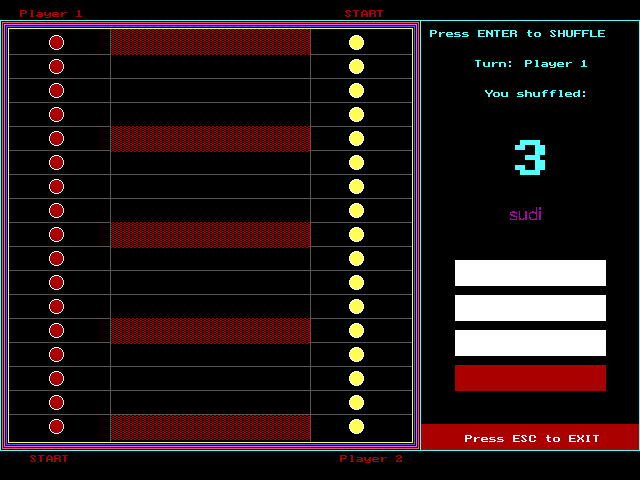 Player 1
START
Press ENTER to SHUFFLE
Turn: Player 1
You shuffled:
3
sudi
Press ESC to EXIT
START
Player 2